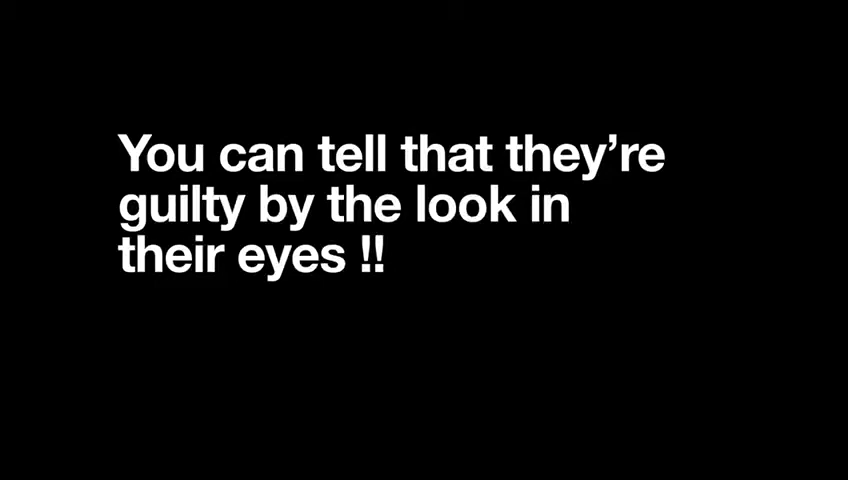 You can tell that they’re
guilty by the look in
their eyes !!